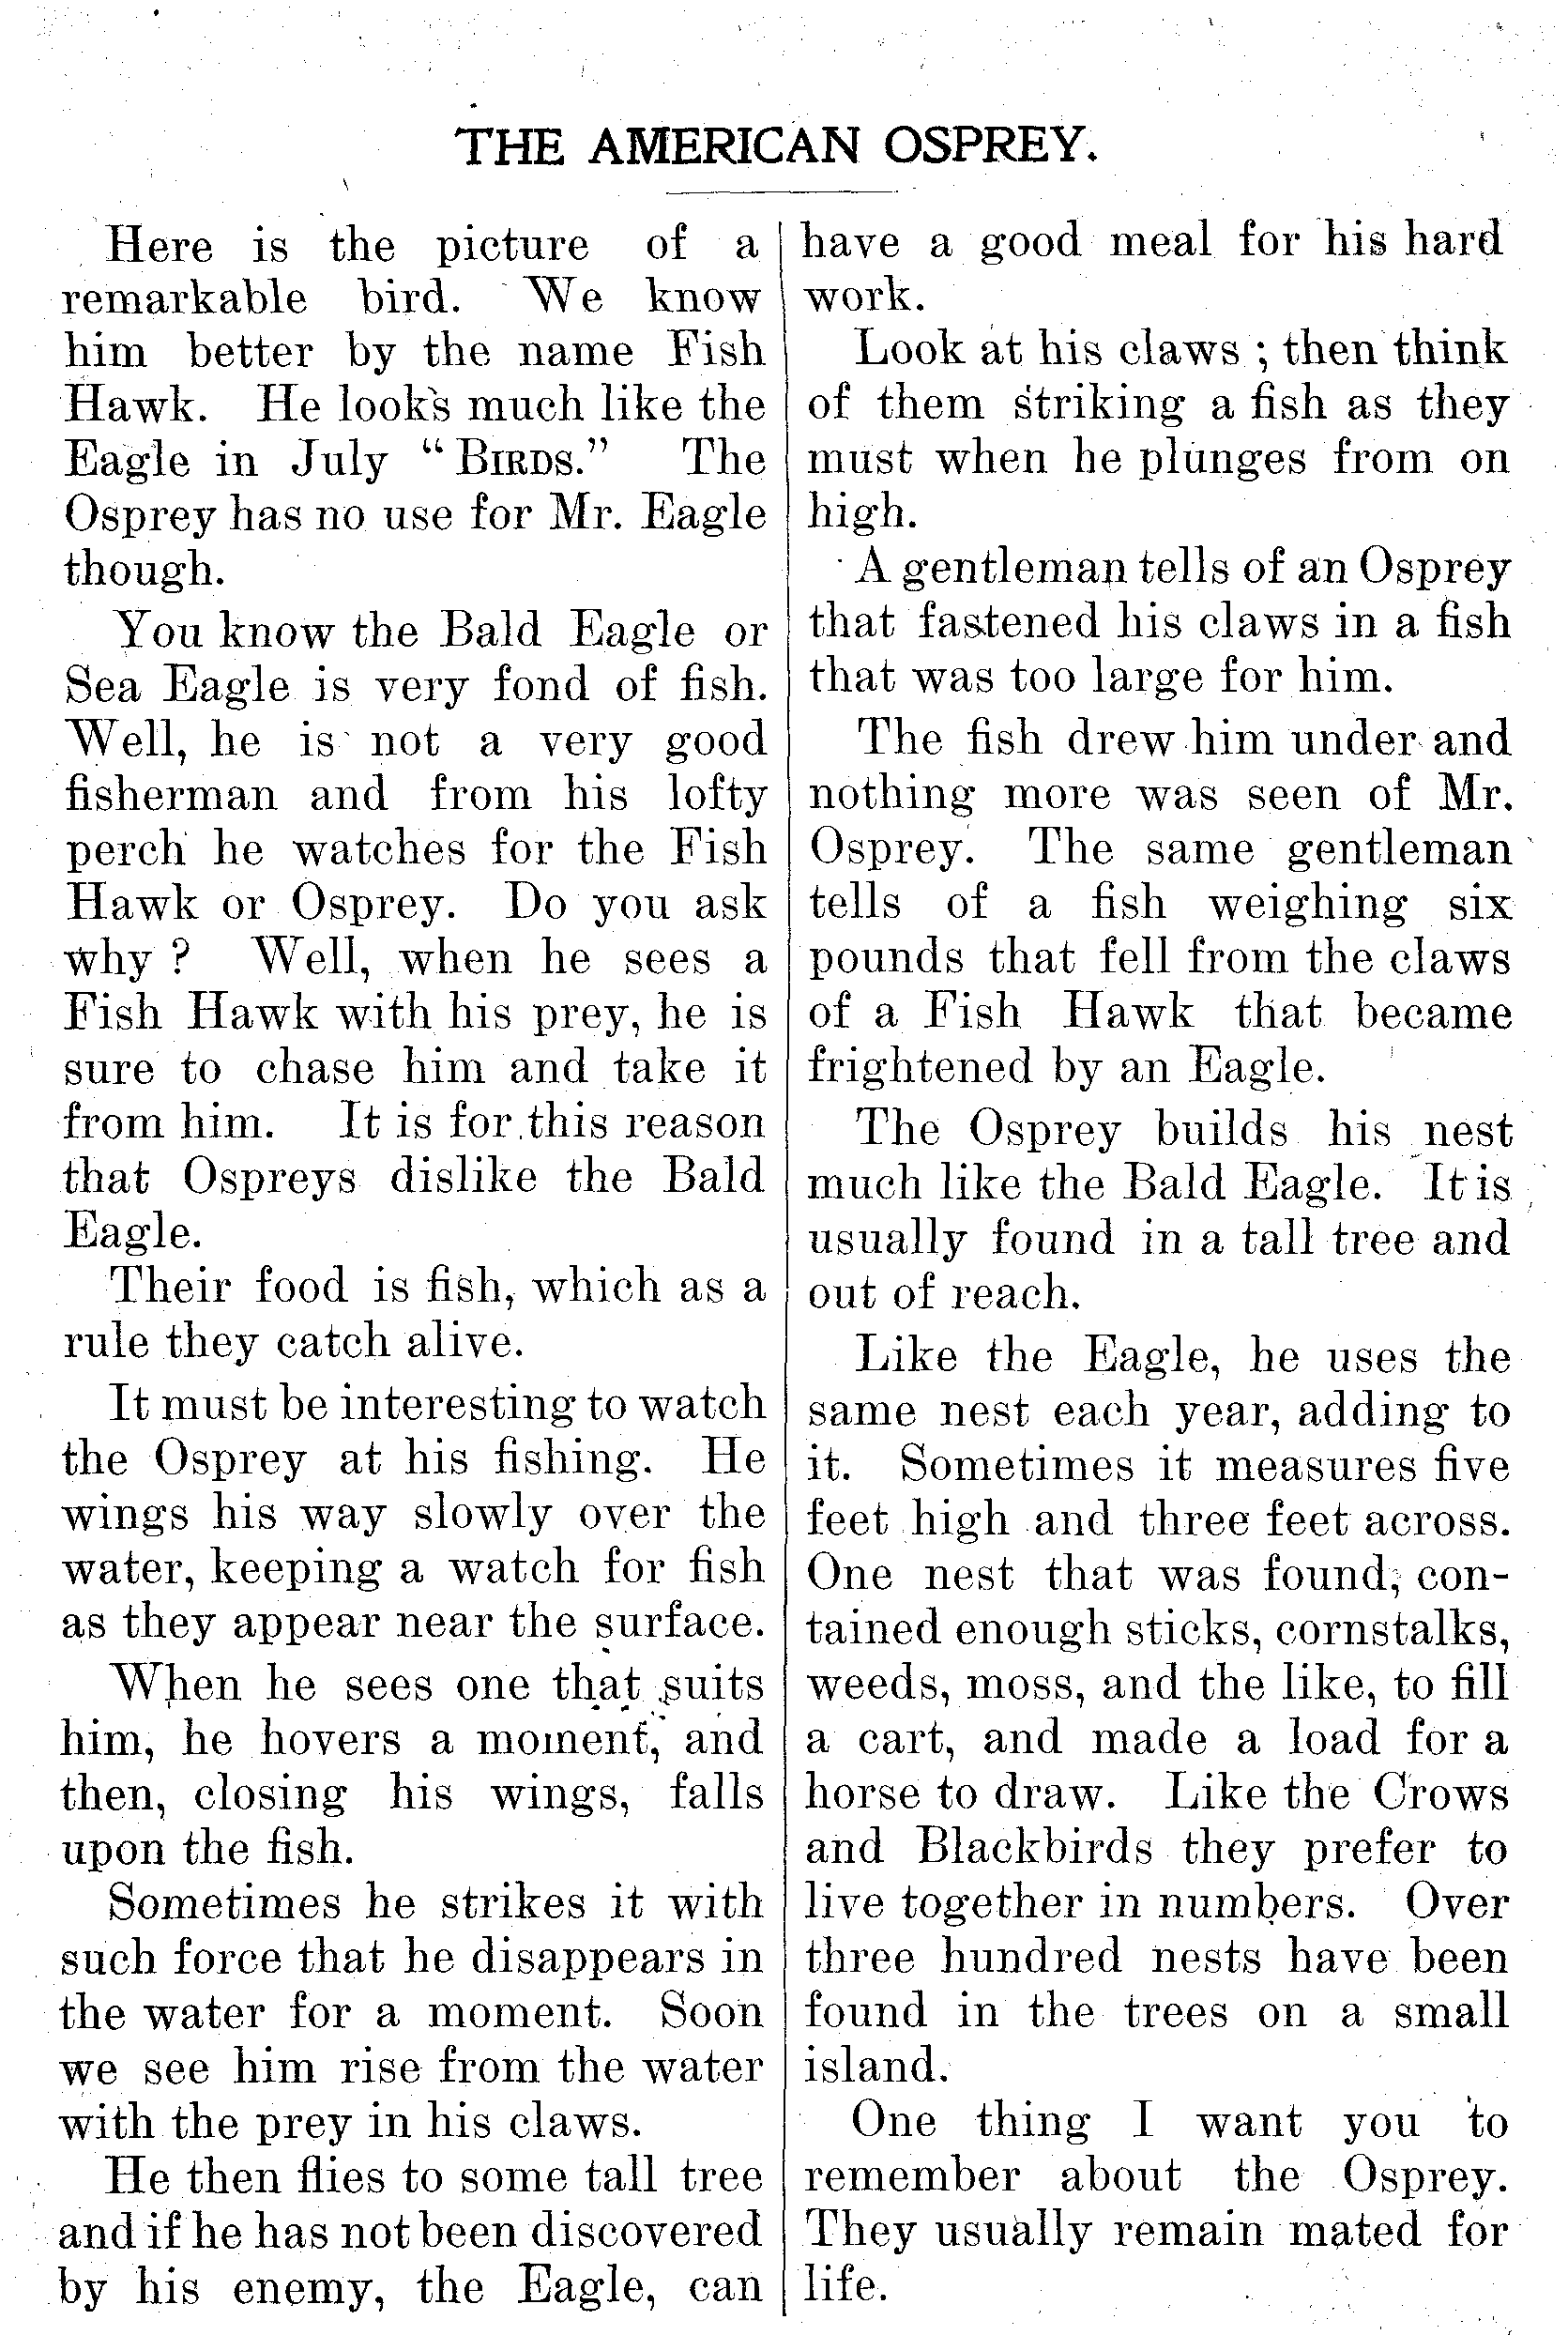 THE AMERICAN OSPREY.
Here is the picture of a
remarkable bird. We know
him better by the name Fish
Hawk. He looks much like the
Eagle in July “BIRDS.” The
Osprey has no use for Mr. Eagle
though.
You know the Bald Eagle or
Sea Eagle is very fond of fish.
Well, he is not a very good
fisherman and from his lofty
perch he watches for the Fish
Hawk or Osprey. Do you ask
why? Well, when he sees a
Fish Hawk with his prey, he is
sure to chase him and take it
from him. It is for this reason
that Ospreys dislike the Bald
Eagle.
Their food is fish, which as a
rule they catch alive.
It must be interesting to watch
the Osprey at his fishing. He
wings his way slowly over the
water, keeping a watch for fish
as they appear near the surface.
When he sees one that suits
him, he hovers a moment, and
then, closing his wings, falls
upon the fish.
Sometimes he strikes it with
such force that he disappears in
the water for a moment. Soon
we see him rise from the water
with the prey in his claws.
He then flies to some tall tree
and if he has not been discovered
by his enemy, the Eagle, can
have a good meal for his hard
work.
Look at his claws; then think
of them striking a fish as they
must when he plunges from on
high.
A gentleman tells of an Osprey
that fastened his claws in a fish
that was too large for him.
The fish drew him under and
nothing more was seen of Mr.
Osprey. The same gentleman
tells of a fish weighing six
pounds that fell from the claws
of a Fish Hawk that became
frightened by an Eagle.
The Osprey builds his nest
much like the Bald Eagle. It is
usually found in a tall tree and
out of reach.
Like the Eagle, he uses the
same nest each year, adding to
it. Sometimes it measures five
feet high and three feet across.
One nest that was found, con-
tained enough sticks, cornstalks,
weeds, moss, and the like, to fill
a cart, and made a load for a
horse to draw. Like the Crows
and Blackbirds they prefer to
live together in numbers. Over
three hundred nests have been
found in the trees on a small
island.
One thing I want you to
remember about the Osprey.
They usually remain mated for
life.